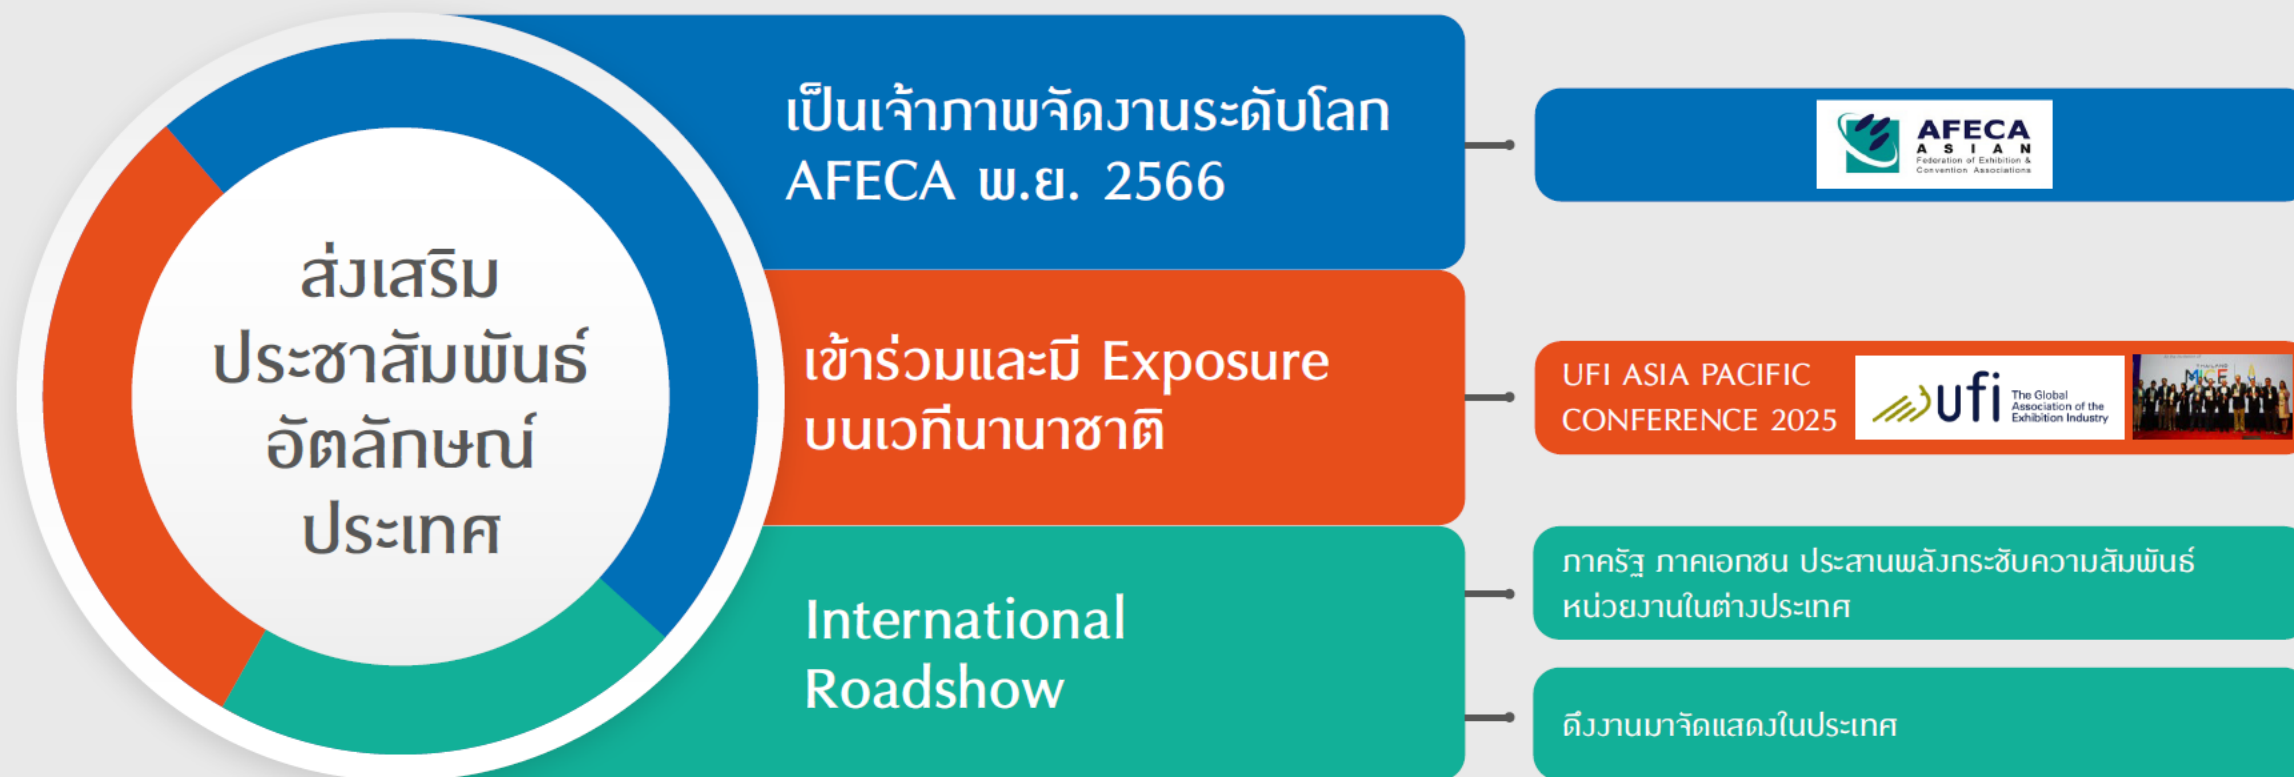 ส่งเสริม
ประชาสัมพันธ์
อัตลักษณ์
ประเทศ
เป็นเจ้าภาพจัดงานระดับโลก
AFECA พ.ย. 2566
AFECA
ASIAN
Federation of Exhibition &
Convention Associations
เข้าร่วมและมี Exposure
บนเวทีนานาชาติ
UFI ASIA PACIFIC
CONFERENCE 2025
ufi
The Global
Association of the
Exhibition Industry
MICE
International
Roadshow
ภาครัฐ ภาคเอกชน ประสานพลังกระชับความสัมพันธ์
หน่วยงานในต่างประเทศ
ดึงงานมาจัดแสดงในประเทศ